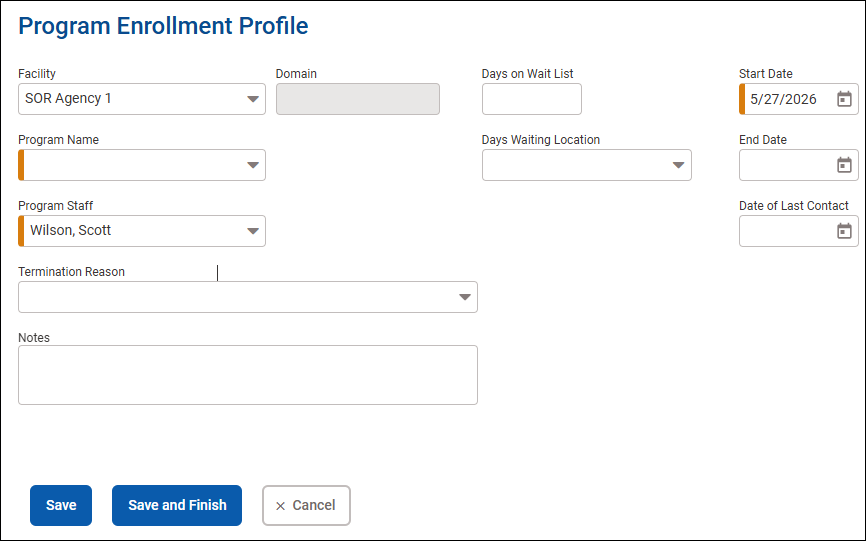 Program Enrollment Profile
Facility
Domain
Days on Wait List
Start Date
SOR Agency 1
5/27/2026
Program Name
Days Waiting Location
End Date
Program Staff
Date of Last Contact
Wilson, Scott
Termination Reason
Notes
Save
Save and Finish
× Cancel